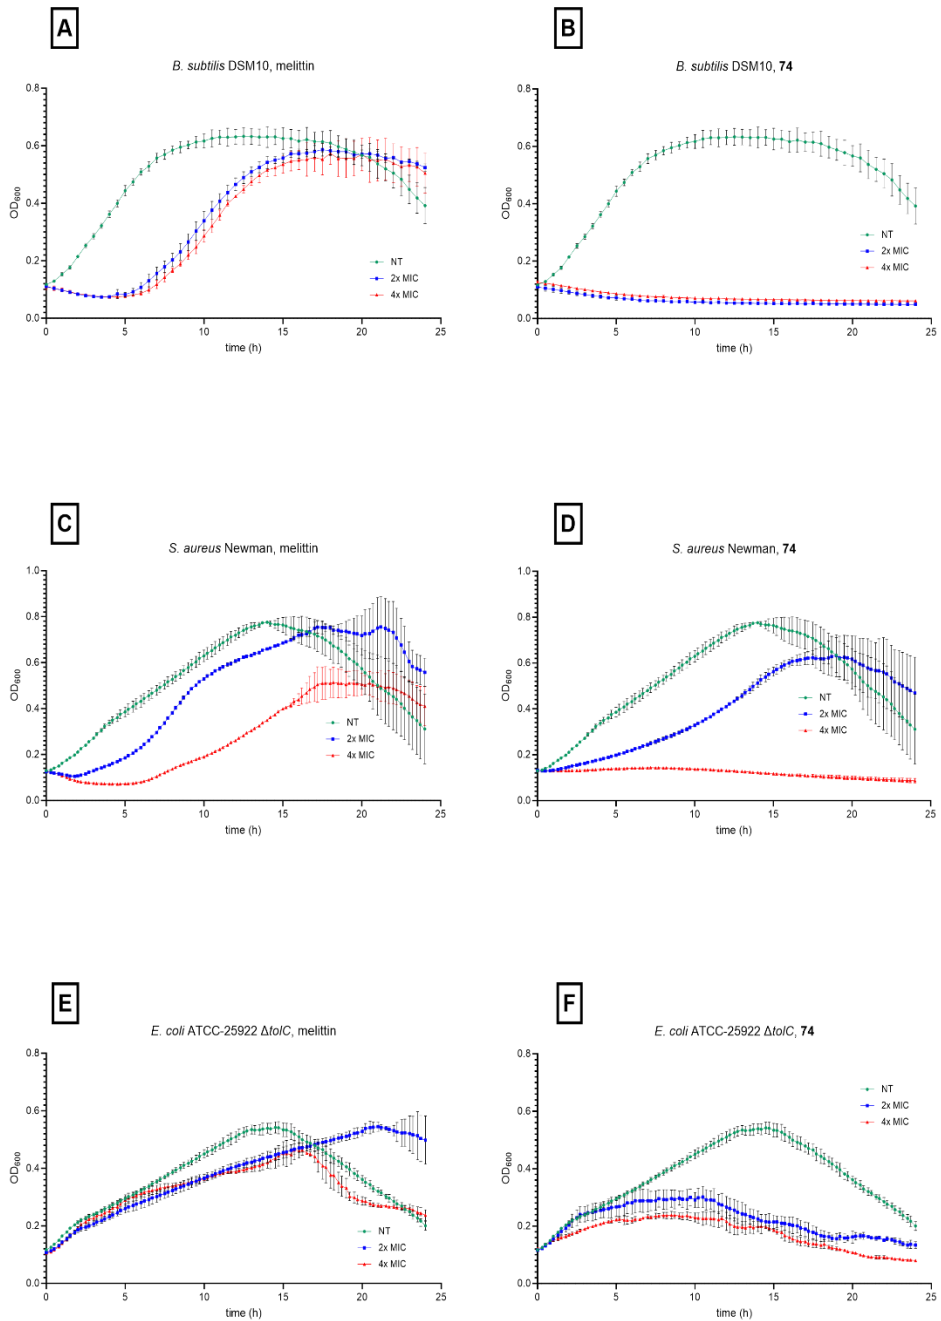 A
B
B. subtilis DSM10, melittin
B. subtilis DSM10, 74
0.8
0.6
0.4
0.2
0.0
OD600
NT
2x MIC
4x MIC
0 5 10 15 20 25
time (h)
0.8
0.6
0.4
0.2
0.0
OD600
NT
2x MIC
4x MIC
0 5 10 15 20 25
time (h)
C
D
S. aureus Newman, melittin
S. aureus Newman, 74
1.0
0.8
0.6
0.4
0.2
0.0
OD600
NT
2x MIC
4x MIC
0 5 10 15 20 25
time (h)
1.0
0.8
0.6
0.4
0.2
0.0
OD600
NT
2x MIC
4x MIC
0 5 10 15 20 25
time (h)
E
F
E. coli ATCC-25922 ΔtolC, melittin
E. coli ATCC-25922 ΔtolC, 74
0.8
0.6
0.4
0.2
0.0
OD600
NT
2x MIC
4x MIC
0 5 10 15 20 25
time (h)
0.8
0.6
0.4
0.2
0.0
OD600
NT
2x MIC
4x MIC
0 5 10 15 20 25
time (h)